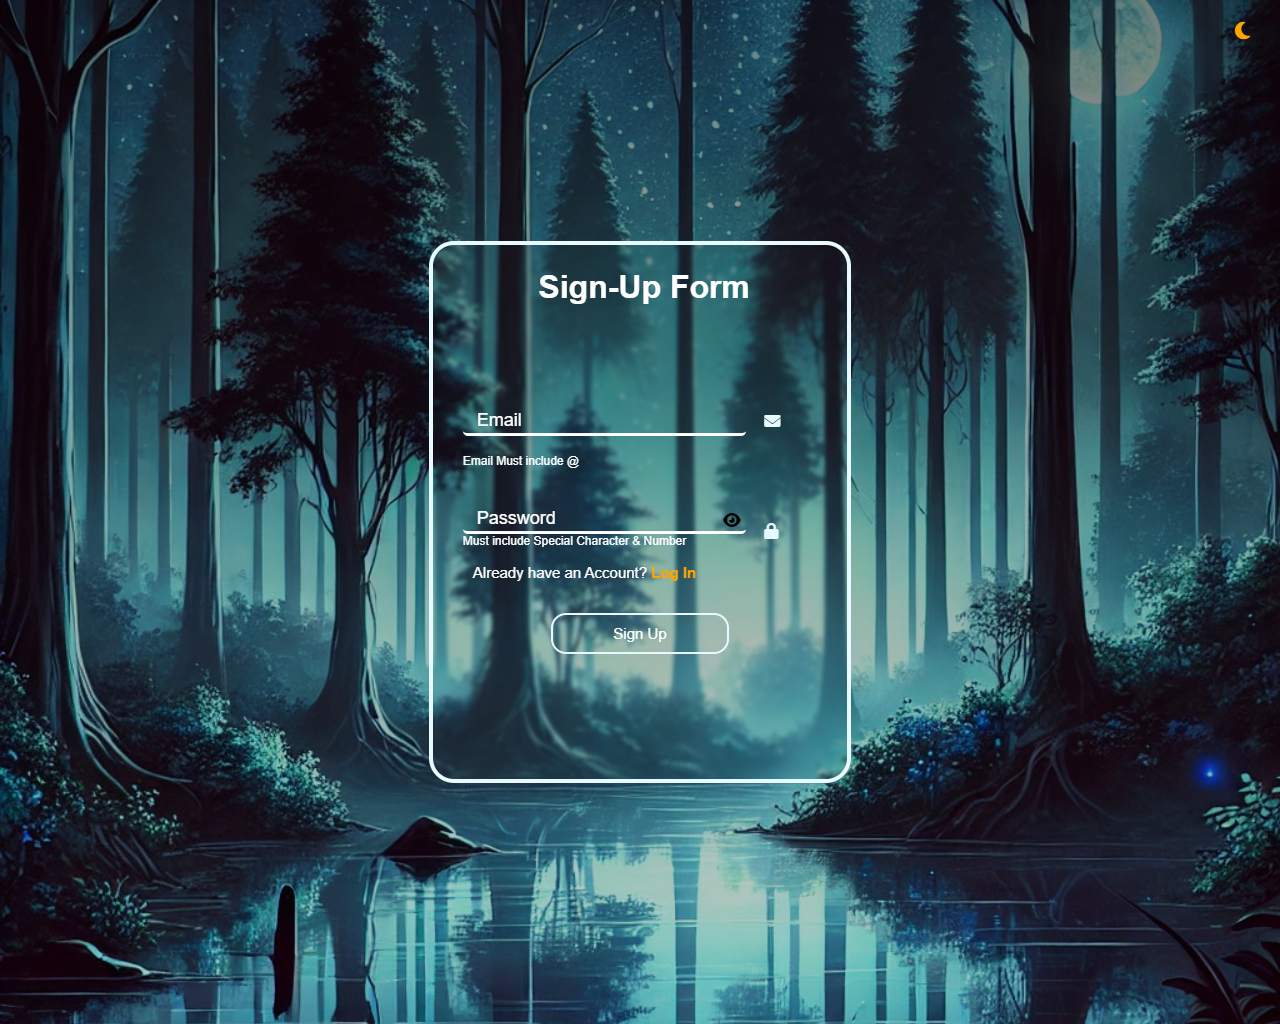 Sign-Up Form
Email
Email Must include @
Password
Must include Special Character & Number
Already have an Account? Log In
Sign Up